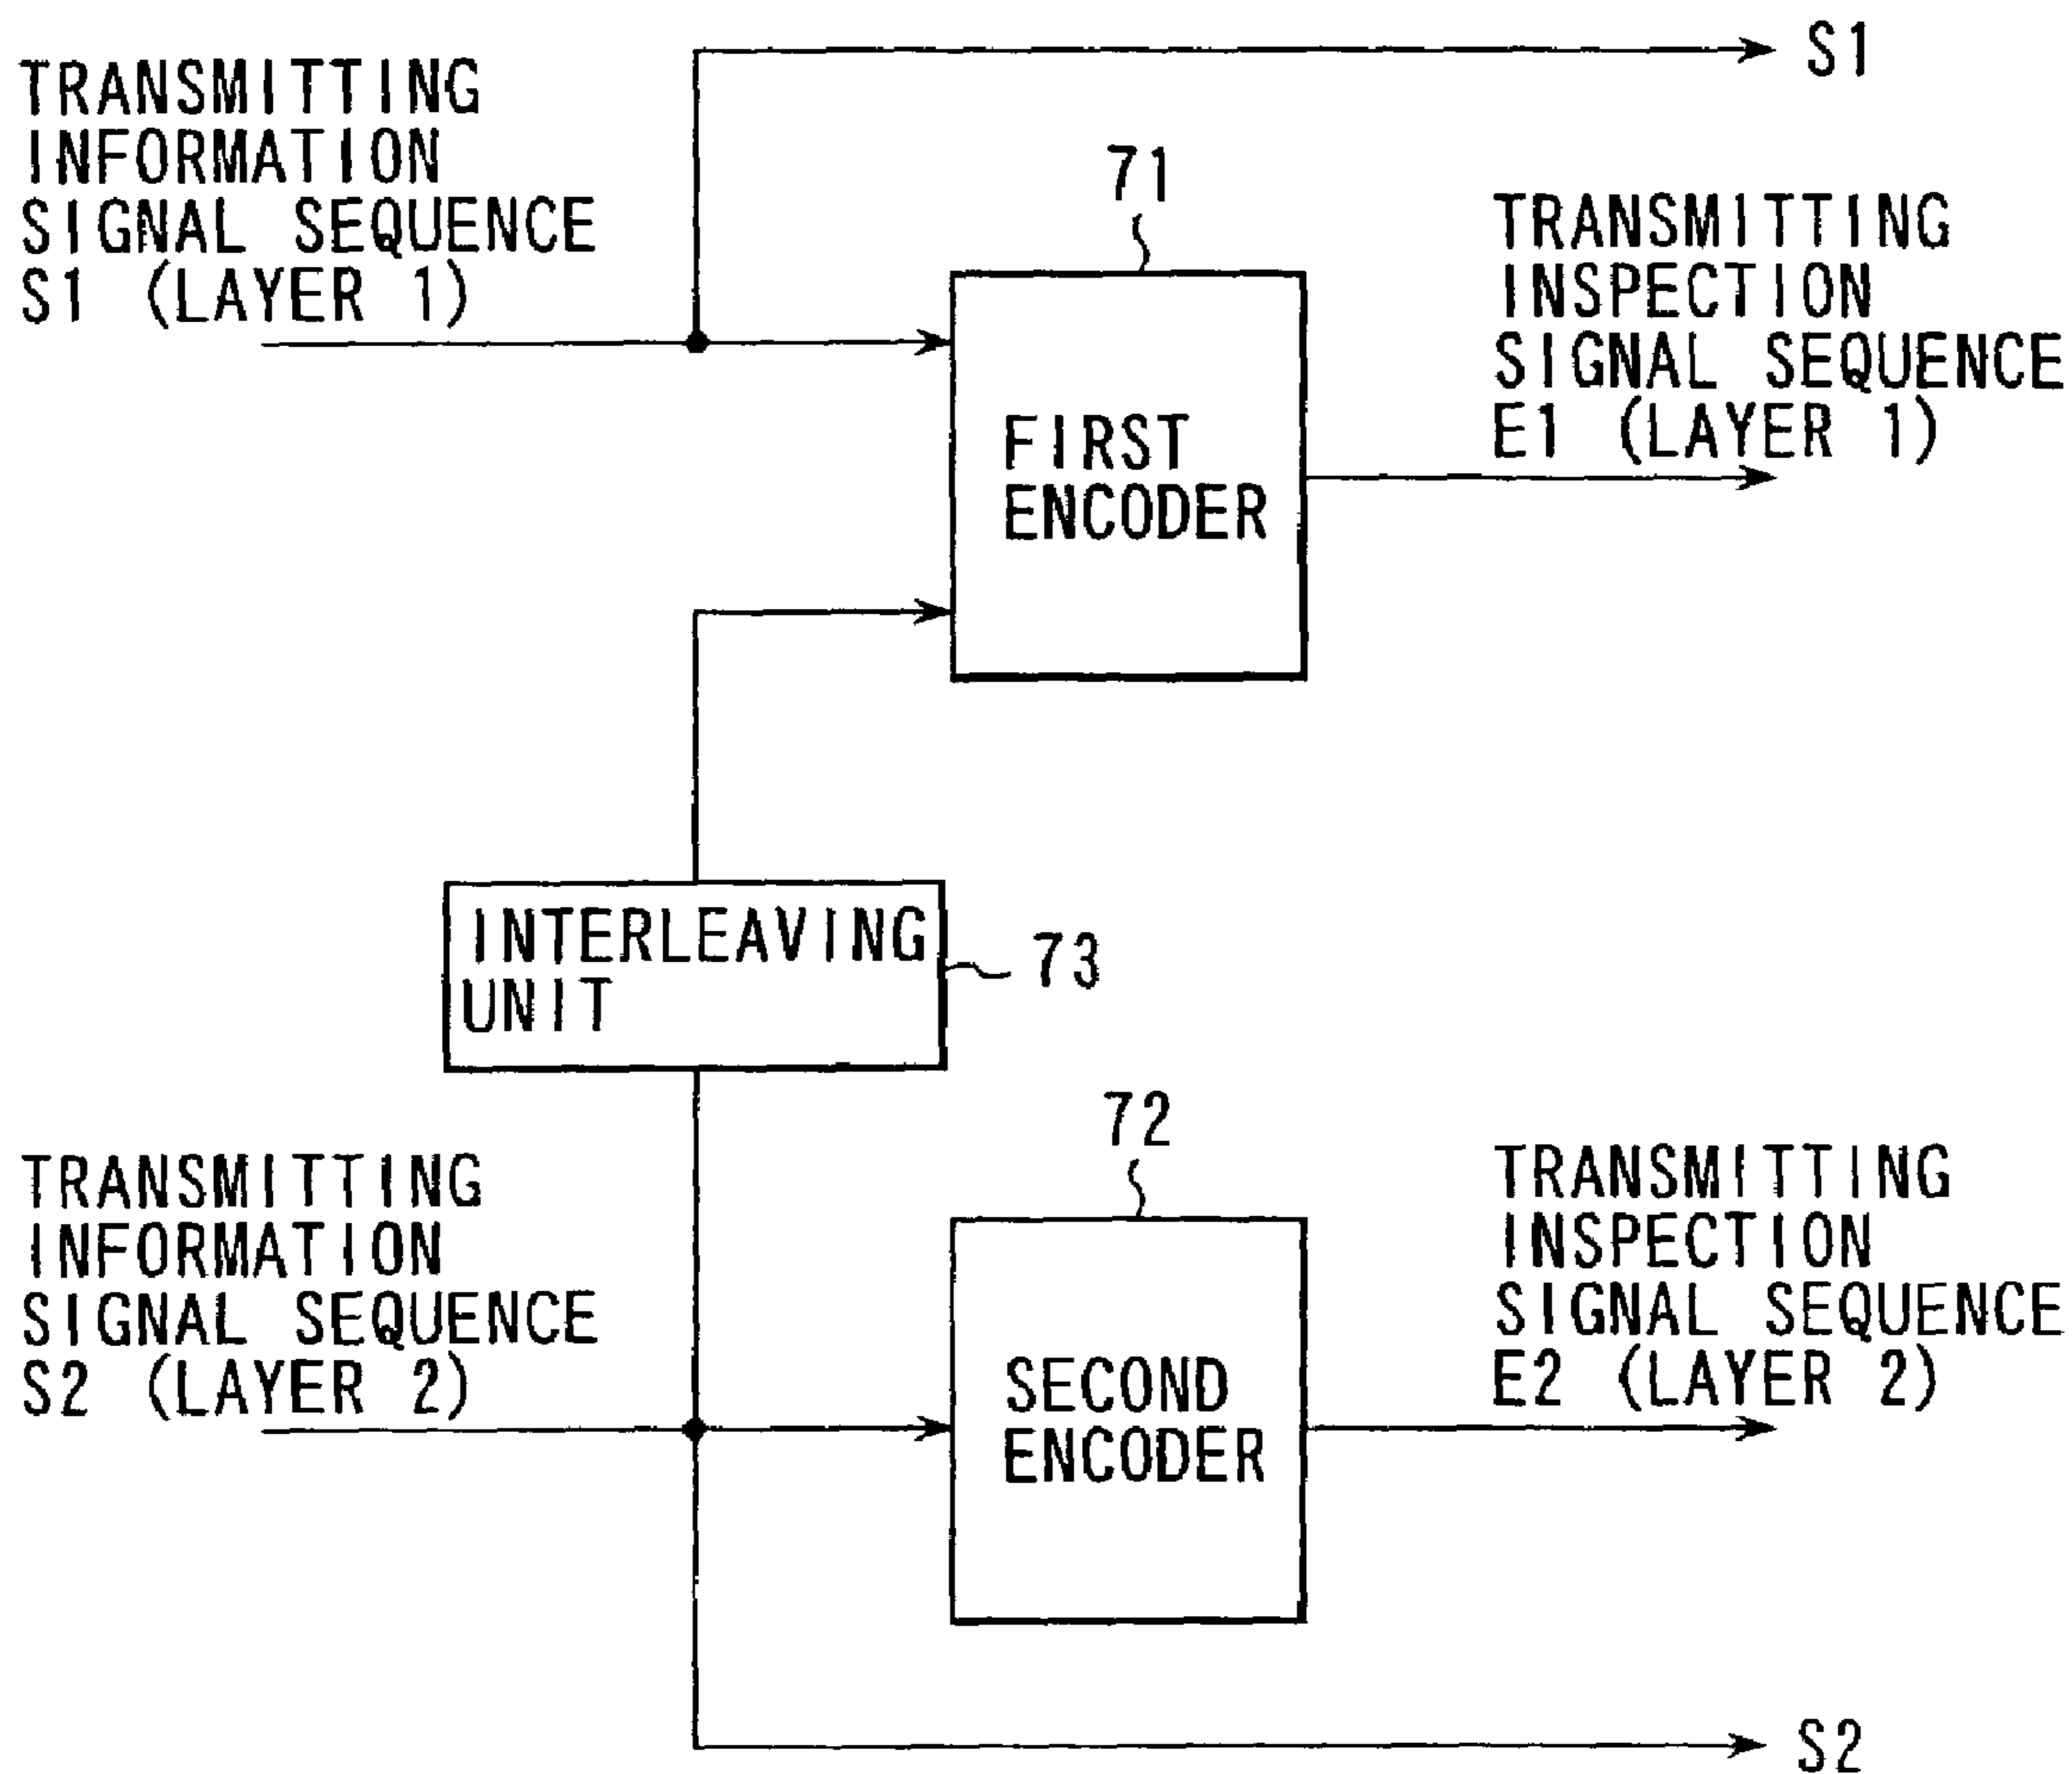 S1
TRANSMITTING
INFORMATION
SIGNAL SEQUENCE
S1 (LAYER 1)
71
TRANSMITTING
INSPECTION
SIGNAL SEQUENCE
E1 (LAYER 1)
FIRST
ENCODER
INTERLEAVING
UNIT
73
72
TRANSMITTING
INFORMATION
SIGNAL SEQUENCE
S2 (LAYER 2)
TRANSMITTING
INSPECTION
SIGNAL SEQUENCE
E2 (LAYER 2)
SECOND
ENCODER
S2